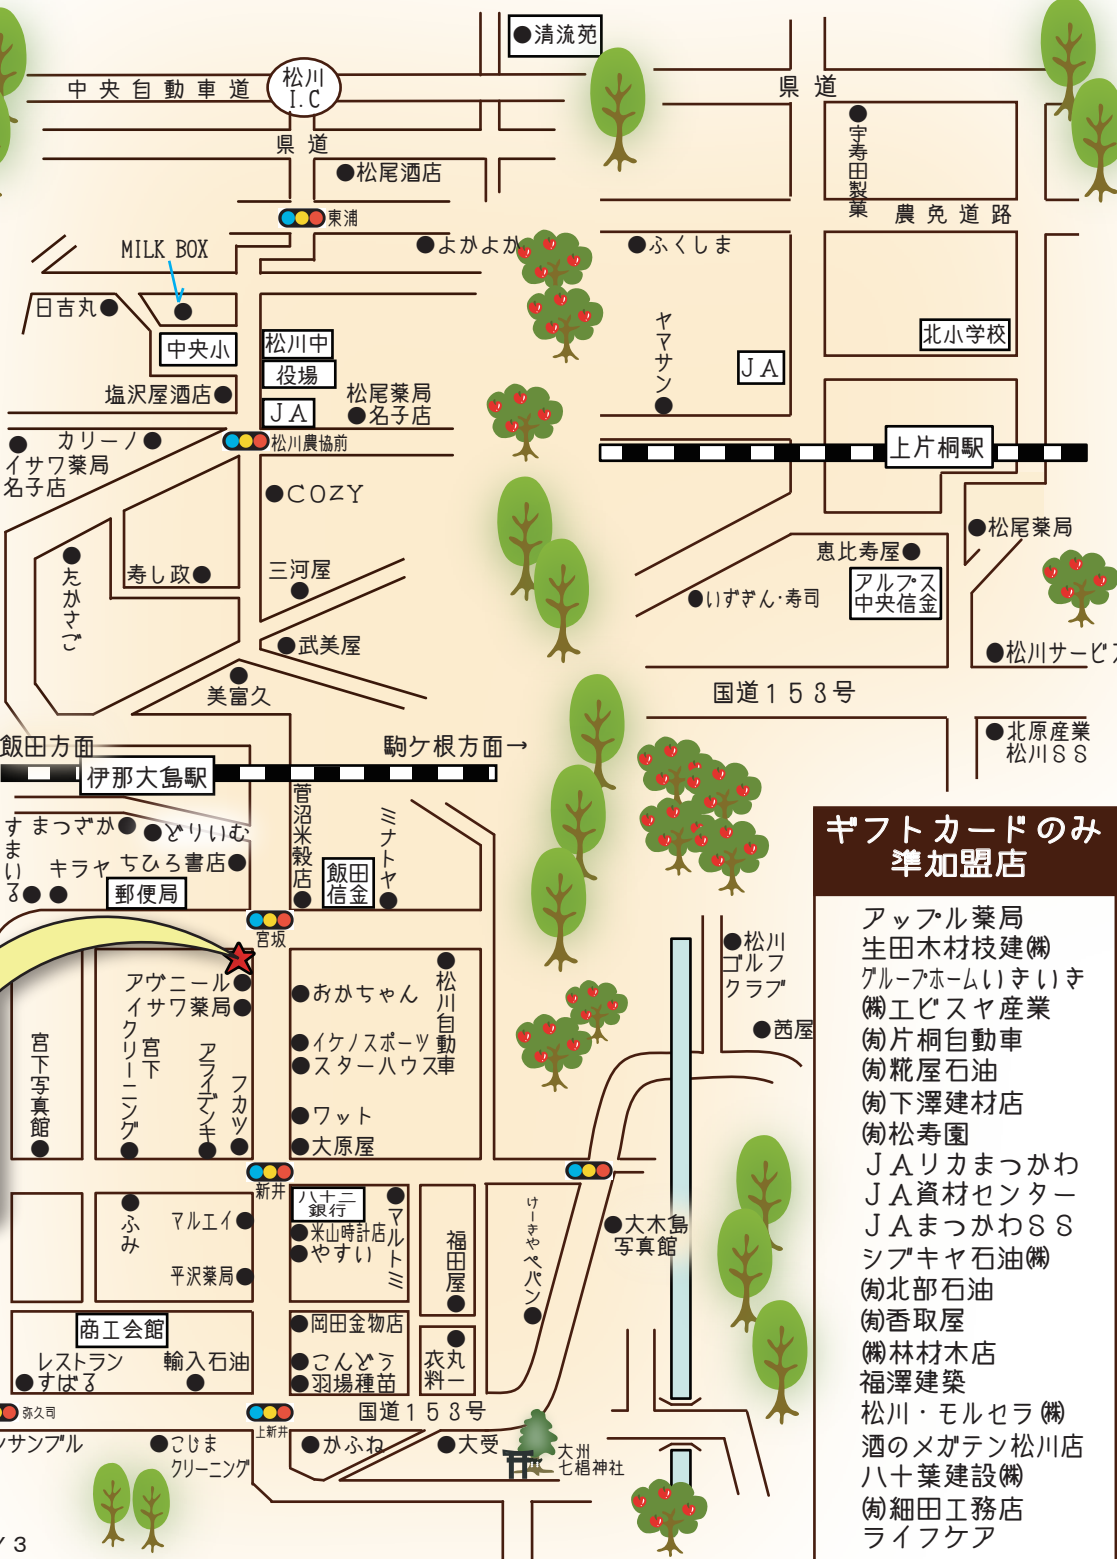 清流苑
中央自動車道
松川
I.C
県道
県道
松尾酒店
宇寿田製菓
農免道路
東浦
MILK BOX
よかよか
ふくしま
日吉丸
中央小
松川中
役場
JA
ヤマサン
JA
北小学校
塩沢屋酒店
松尾薬局
名子店
カリーノ
イサワ薬局
名子店
松川農協前
上片桐駅
COZY
松尾薬局
恵比寿屋
アルプス
中央信金
たかさご
寿し政
三河屋
いずぎん・寿司
武美屋
松川サービス
美富久
国道153号
北原産業
松川SS
飯田方面
駒ケ根方面→
伊那大島駅
すまいる
まつざか
どりいむ
キラヤ
ちひろ書店
郵便局
菅沼米穀店
飯田
信金
ミナトヤ
宮坂
アヴニール
イサワ薬局
おかちゃん
松川自動車
松川
ゴルフ
クラブ
茜屋
宮下写真館
宮下
クリーニング
アライデンキ
フカツ
イケノスポーツ
スターハウス
ワット
大原屋
新井
ふみ
マルエイ
平沢薬局
八十二
銀行
米山時計店
やすい
マルトミ
福田屋
けーきやペパン
大木島
写真館
商工会館
レストラン
すばる
輸入石油
岡田金物店
こんどう
羽場種苗
衣料
丸一
弥久司
上新井
国道153号
ンサンブル
こじま
クリーニング
かふね
大受
大州
七椙神社
/3
ギフトカードのみ
準加盟店
アップル薬局
生田木材技建㈱
グループホームいきいき
㈱エビスヤ産業
㈲片桐自動車
㈲糀屋石油
㈲下澤建材店
㈲松寿園
JAリカまつかわ
JA資材センター
JAまつかわSS
シブキヤ石油㈱
㈲北部石油
㈲香取屋
㈱林材木店
福澤建築
松川・モルセラ㈱
酒のメガテン松川店
八十葉建設㈱
㈲細田工務店
ライフケア